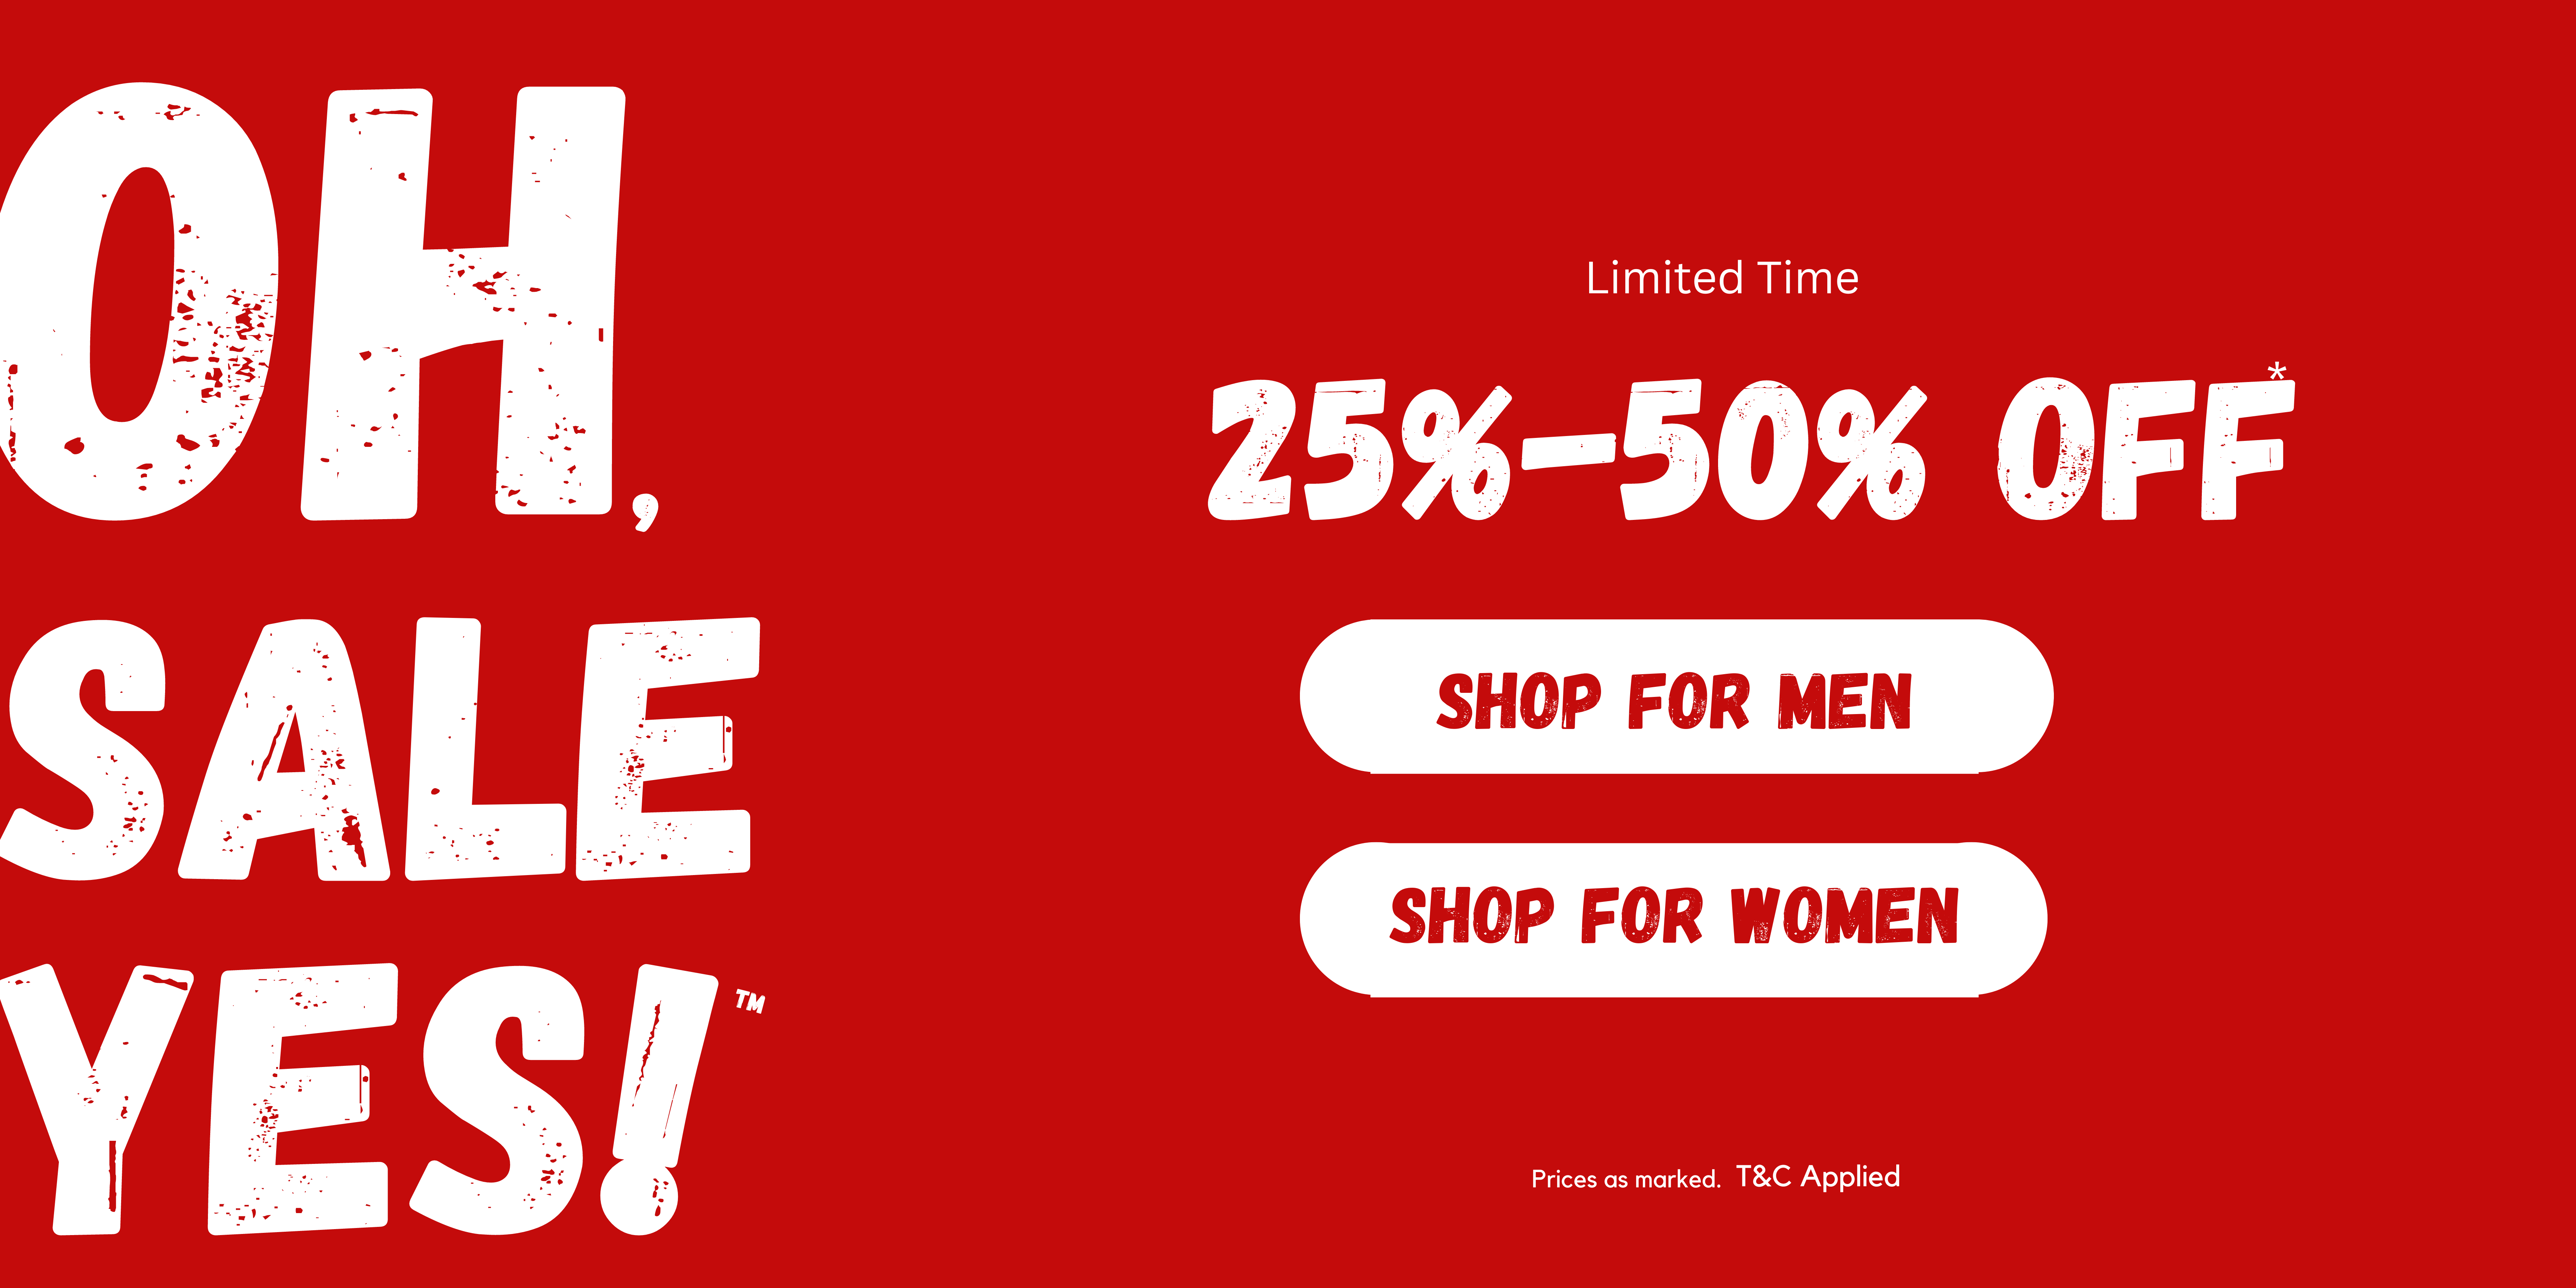 OH,
SALE
YES!™
Limited Time
25%-50% OFF*
SHOP FOR MEN
SHOP FOR WOMEN
Prices as marked. T&C Applied